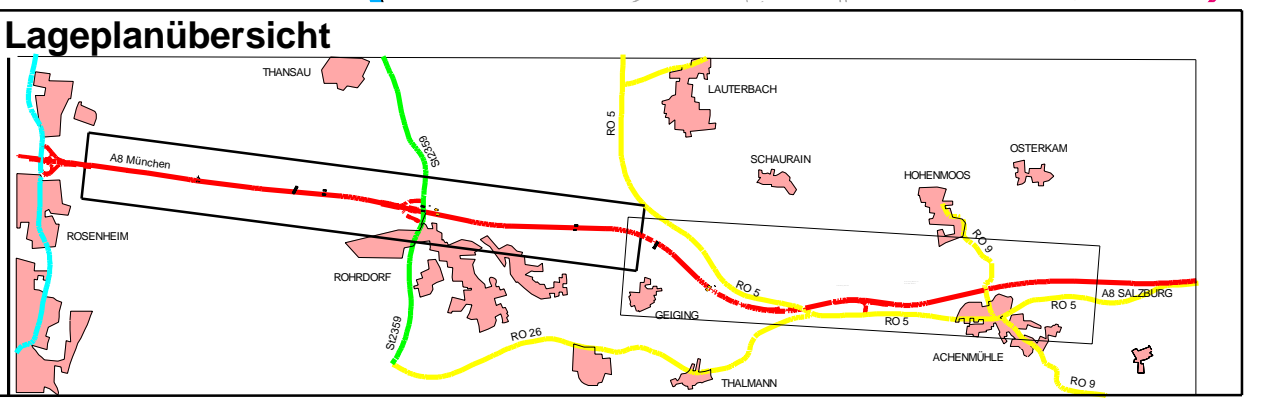 Lageplanübersicht
THANSAU
LAUTERBACH
RO 5
St2359
A8 München
SCHAURAIN
OSTERKAM
HOHENMOOS
ROSENHEIM
RO 9
ROHRDORF
RO 5
A8 SALZBURG
GEIGING
RO 5
RO 5
St2359
RO 26
ACHENMÜHLE
THALMANN
RO 9